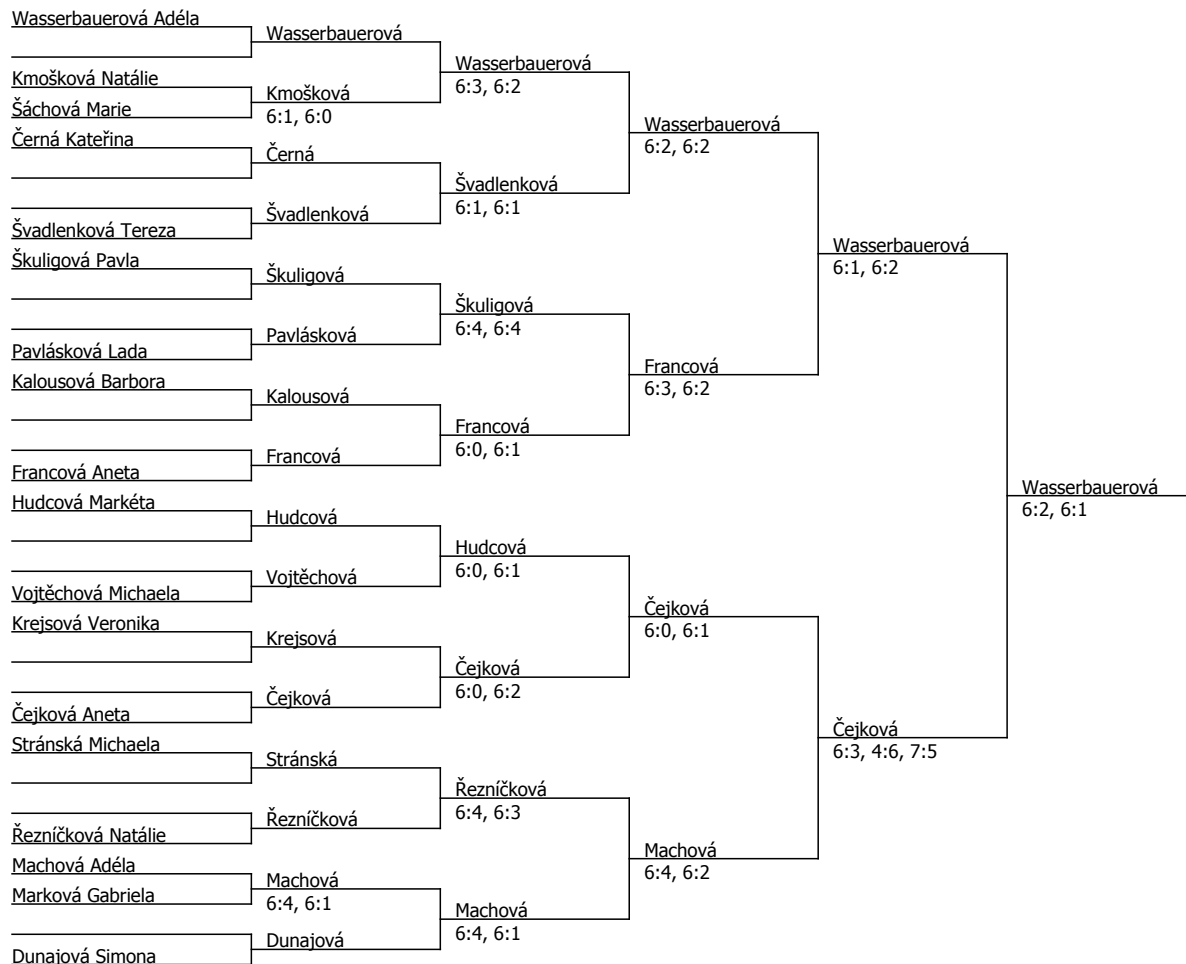 Wasserbauerová Adéla
Kmošková Natálie
Šáchová Marie
Černá Kateřina
Švadlenková Tereza
Škuligová Pavla
Pavlásková Lada
Kalousová Barbora
Francová Aneta
Hudcová Markéta
Vojtěchová Michaela
Krejsová Veronika
Čejková Aneta
Stránská Michaela
Řezníčková Natálie
Machová Adéla
Marková Gabriela
Dunajová Simona
Wasserbauerová
Kmošková
6:1, 6:0
Černá
Švadlenková
Škuligová
Pavlásková
Kalousová
Francová
Hudcová
Vojtěchová
Krejsová
Čejková
Stránská
Řezníčková
Machová
6:4, 6:1
Dunajová
Wasserbauerová
6:3, 6:2
Švadlenková
6:1, 6:1
Škuligová
6:4, 6:4
Francová
6:0, 6:1
Hudcová
6:0, 6:1
Čejková
6:0, 6:2
Řezníčková
6:4, 6:3
Machová
6:4, 6:1
Wasserbauerová
6:2, 6:2
Francová
6:3, 6:2
Čejková
6:0, 6:1
Machová
6:4, 6:2
Wasserbauerová
6:1, 6:2
Čejková
6:3, 4:6, 7:5
Wasserbauerová
6:2, 6:1